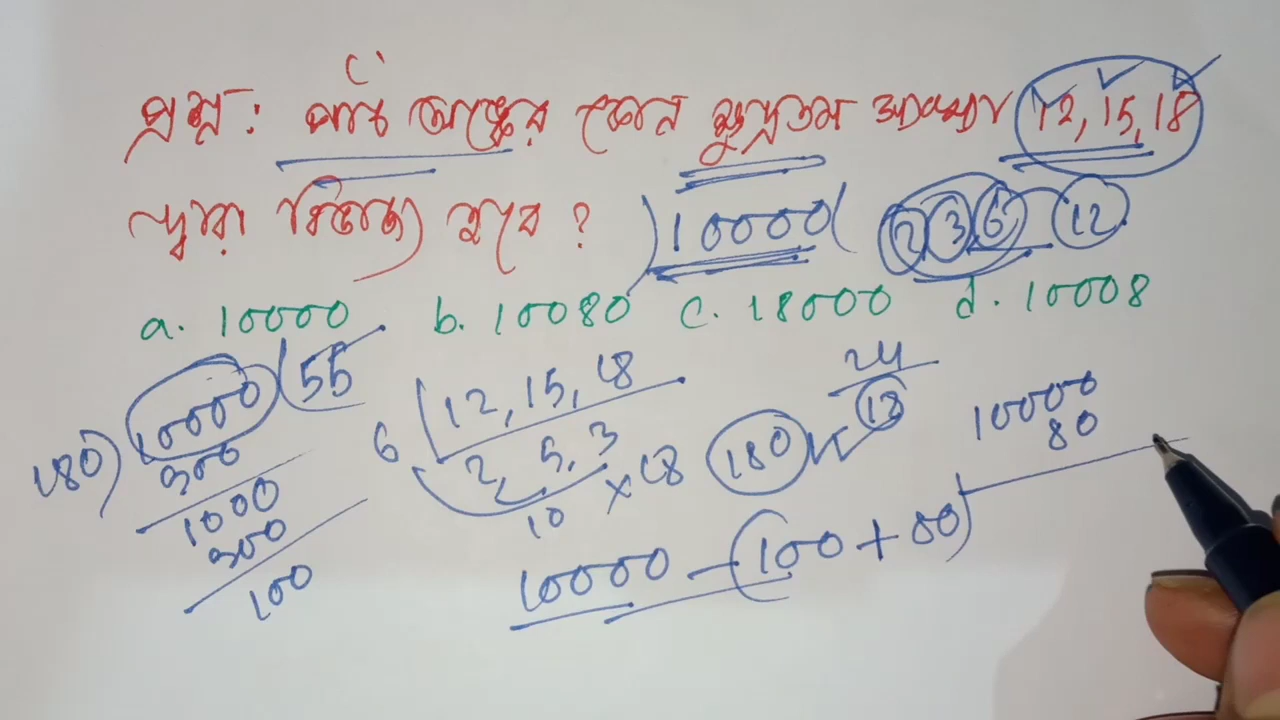 প্রশ্ন: পাঁচ অঙ্কের কোন ক্ষুদ্রতম সংখ্যা 12, 15, 18
দ্বারা বিভাজ্য হবে ? )10000( 2 3 6 12
a. 10000 b. 10080 c. 18000 d. 10008
180) 10000 (55
900
1000
900
100
6 12, 15, 18
2, 5, 3
10 × 18 180
24
12
10000 - (100 + 80)
10000
80